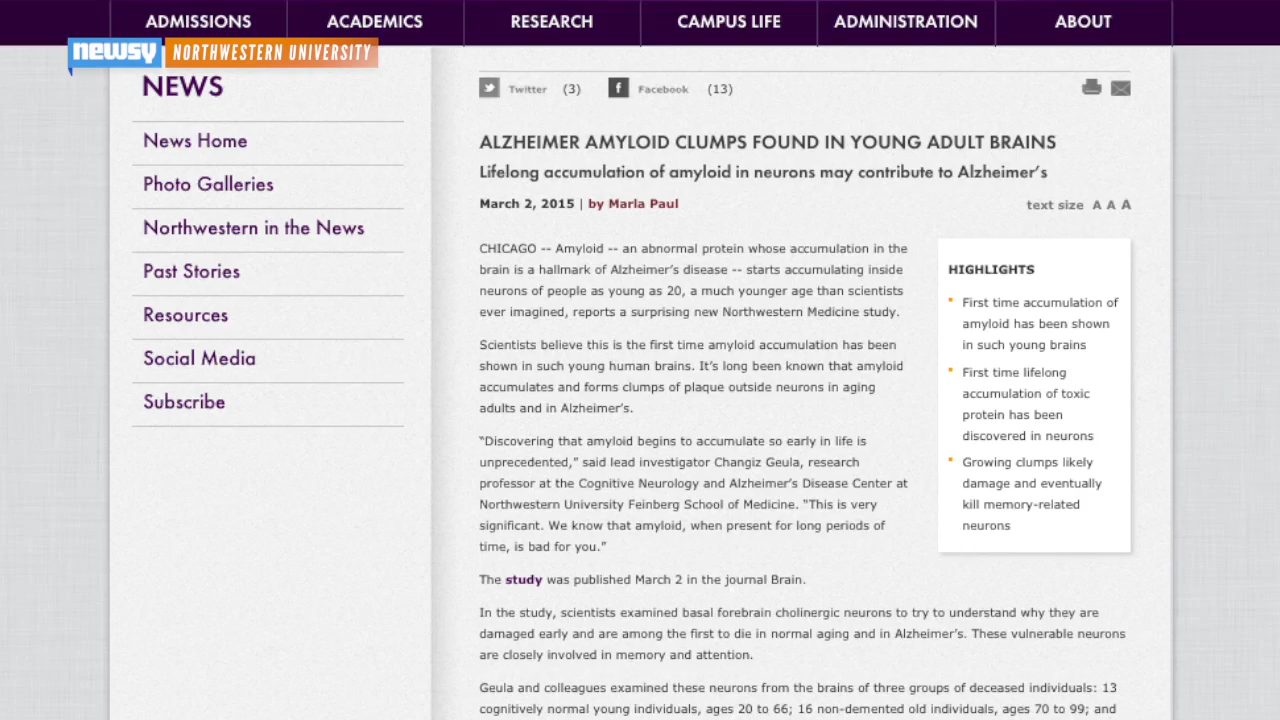 ADMISSIONS ACADEMICS RESEARCH CAMPUS LIFE ADMINISTRATION ABOUT
newsy NORTHWESTERN UNIVERSITY
NEWS
News Home
Photo Galleries
Northwestern in the News
Past Stories
Resources
Social Media
Subscribe
Twitter (3) Facebook (13)
ALZHEIMER AMYLOID CLUMPS FOUND IN YOUNG ADULT BRAINS
Lifelong accumulation of amyloid in neurons may contribute to Alzheimer's
March 2, 2015 | by Marla Paul
text size A A A
CHICAGO -- Amyloid -- an abnormal protein whose accumulation in the
brain is a hallmark of Alzheimer's disease -- starts accumulating inside
neurons of people as young as 20, a much younger age than scientists
ever imagined, reports a surprising new Northwestern Medicine study.
Scientists believe this is the first time amyloid accumulation has been
shown in such young human brains. It's long been known that amyloid
accumulates and forms clumps of plaque outside neurons in aging
adults and in Alzheimer's.
“Discovering that amyloid begins to accumulate so early in life is
unprecedented,” said lead investigator Changiz Geula, research
professor at the Cognitive Neurology and Alzheimer's Disease Center at
Northwestern University Feinberg School of Medicine. “This is very
significant. We know that amyloid, when present for long periods of
time, is bad for you.”
HIGHLIGHTS
First time accumulation of
amyloid has been shown
in such young brains
First time lifelong
accumulation of toxic
protein has been
discovered in neurons
Growing clumps likely
damage and eventually
kill memory-related
neurons
The study was published March 2 in the journal Brain.
In the study, scientists examined basal forebrain cholinergic neurons to try to understand why they are
damaged early and are among the first to die in normal aging and in Alzheimer's. These vulnerable neurons
are closely involved in memory and attention.
Geula and colleagues examined these neurons from the brains of three groups of deceased individuals: 13
cognitively normal young individuals, ages 20 to 66; 16 non-demented old individuals, ages 70 to 99; and